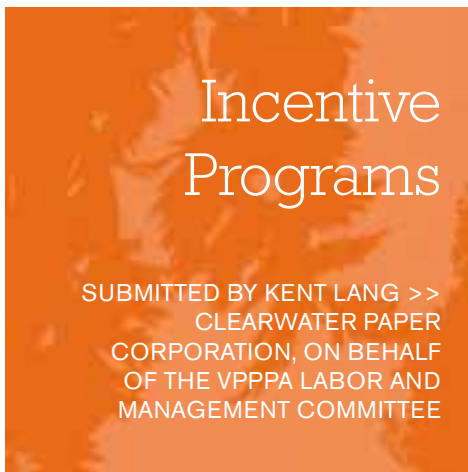 Incentive
Programs
SUBMITTED BY KENT LANG >>
CLEARWATER PAPER
CORPORATION, ON BEHALF
OF THE VPPPA LABOR AND
MANAGEMENT COMMITTEE